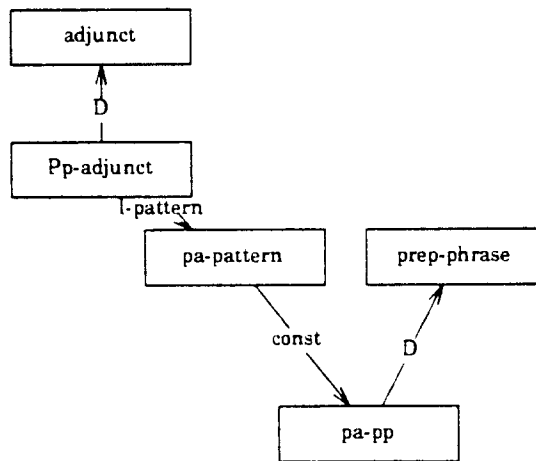 adjunct
D
Pp-adjunct
l-pattern
pa-pattern
prep-phrase
const
D
pa-pp